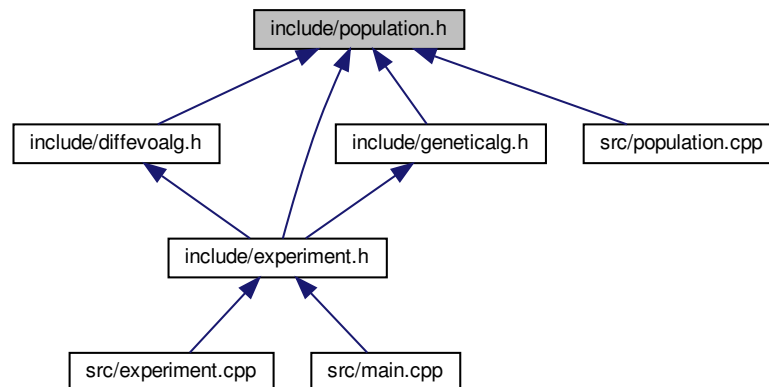 include/population.h
include/diffevoalg.h
include/geneticalg.h
src/population.cpp
include/experiment.h
src/experiment.cpp
src/main.cpp